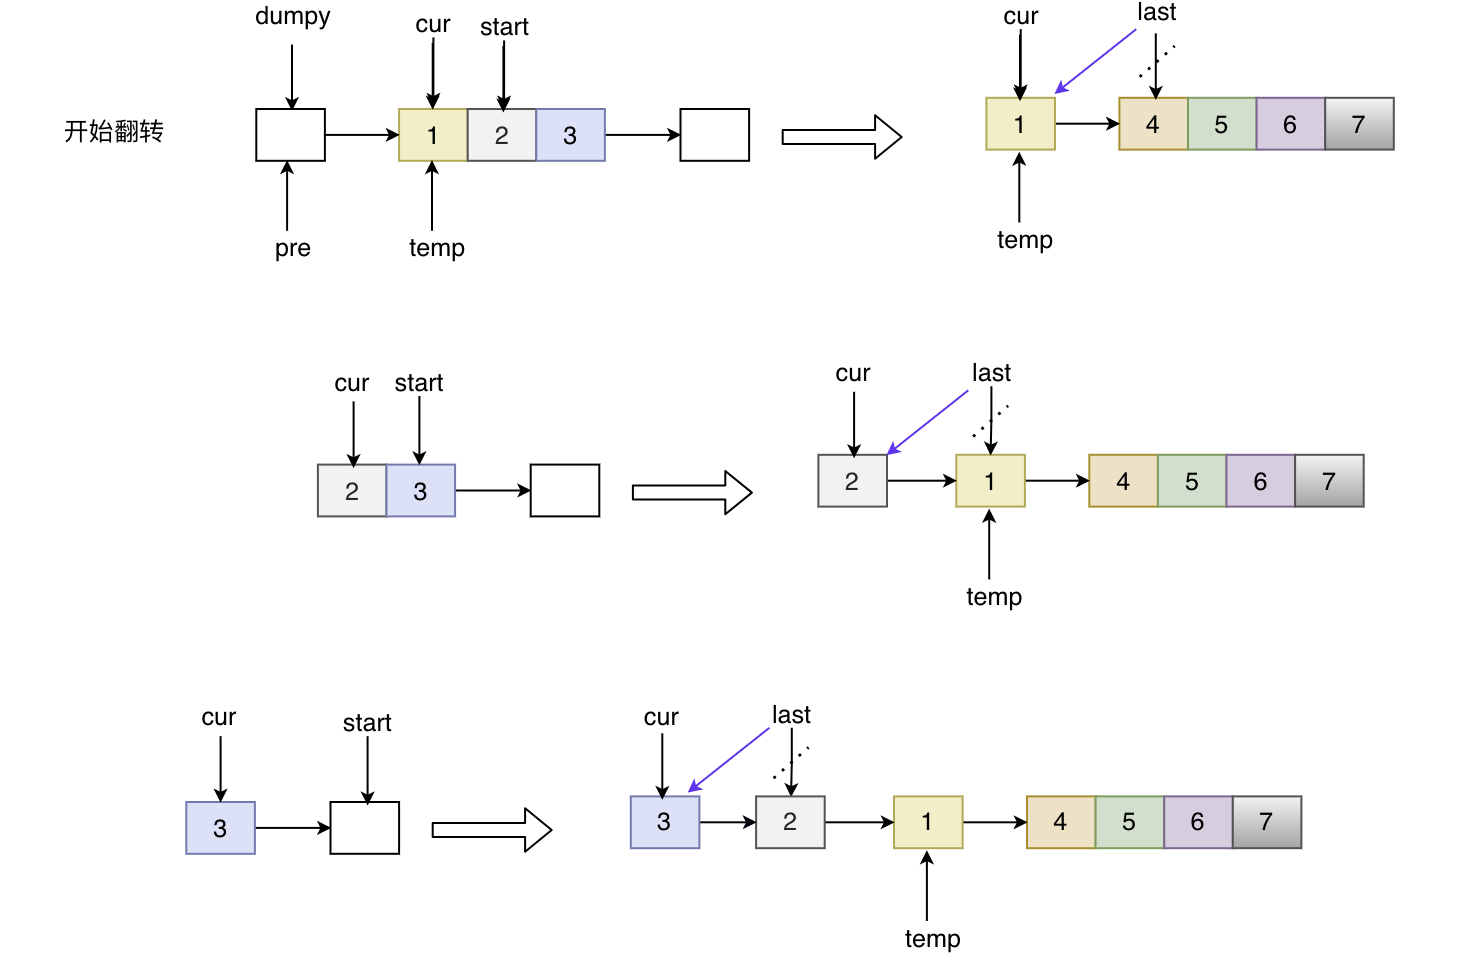 dumpy cur start cur last
开始翻转 1 2 3 1 4 5 6 7
pre temp temp
cur start cur last
2 3 2 1 4 5 6 7
temp
cur start cur last
3 3 2 1 4 5 6 7
temp